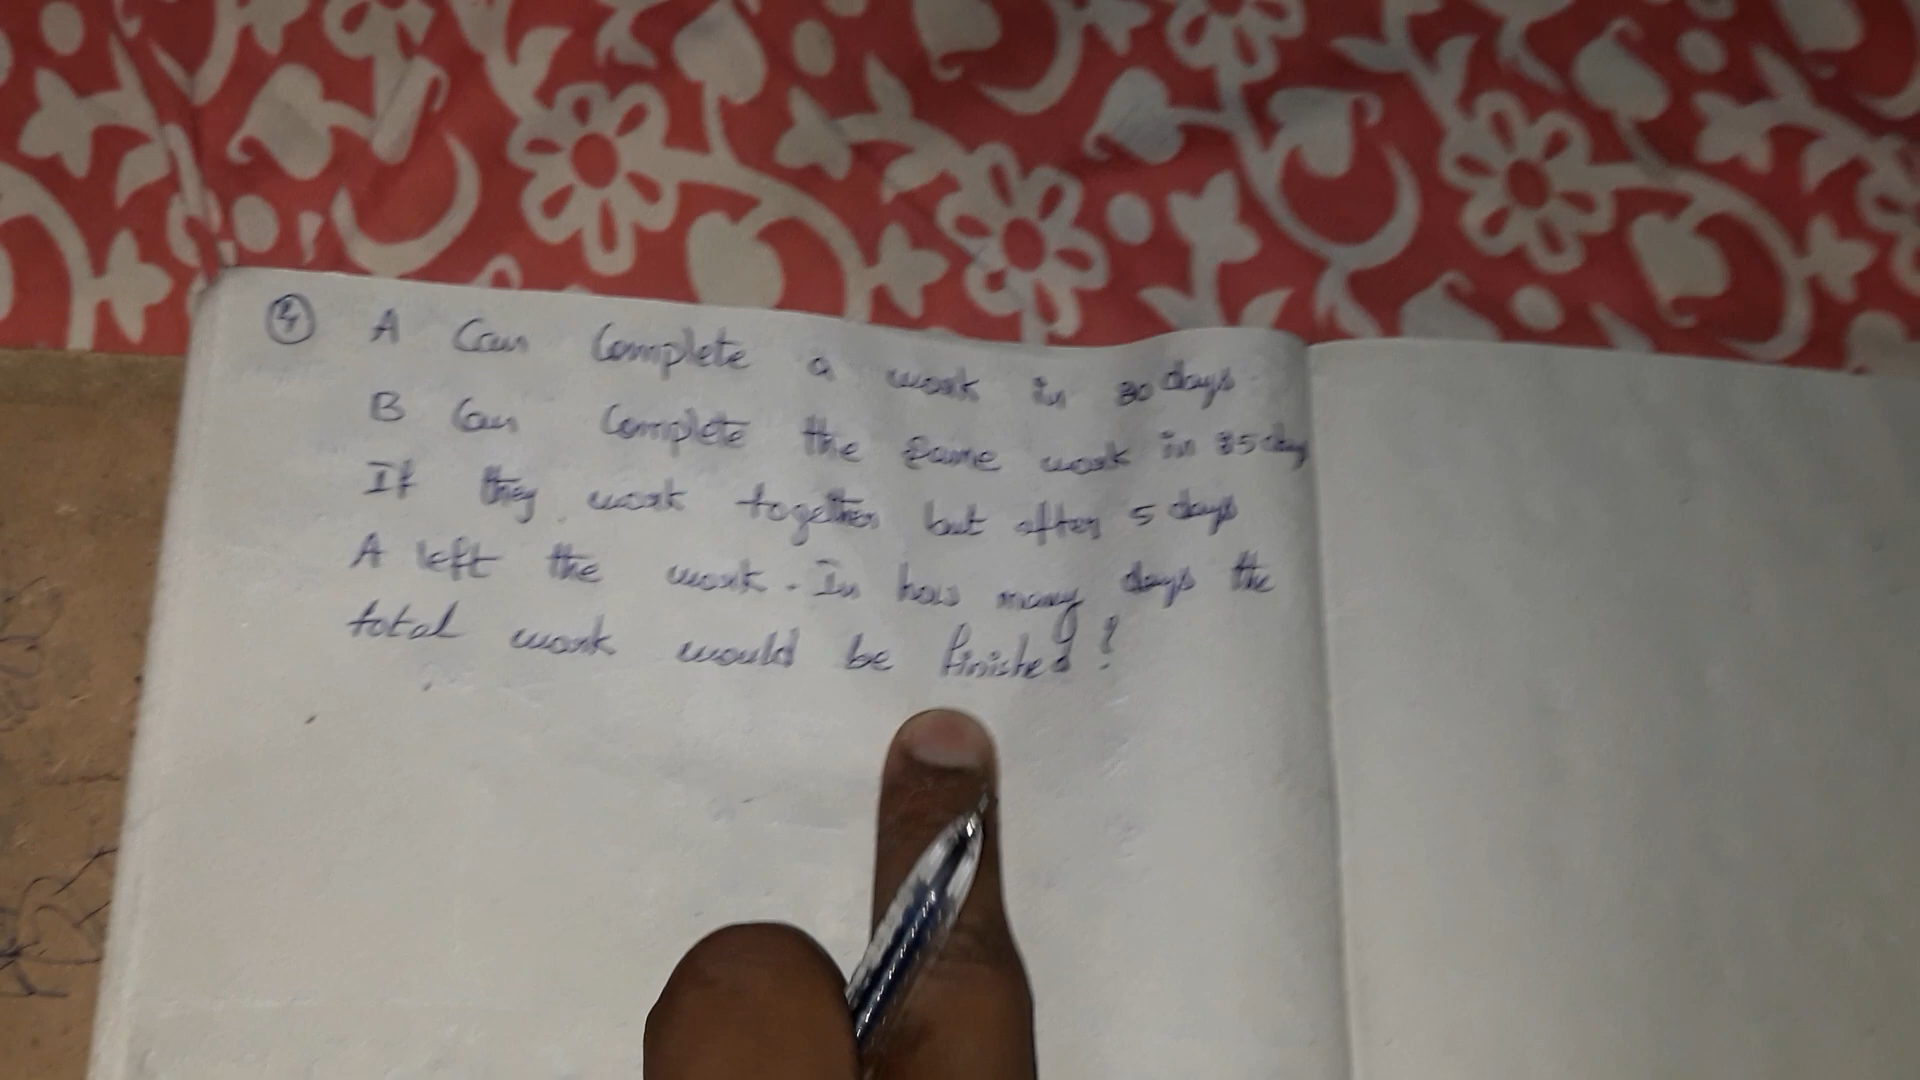 ④ A can complete a work in 30 days
B can complete the same work in 35 day
If they work together but after 5 days
A left the work. In how many days the
total work would be finished?